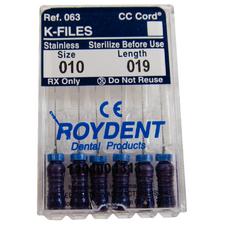 Ref. 063 CC Cord®
K-FILES
Stainless Sterilize Before Use
Size Length
010 019
RX Only Do Not Reuse
CE
ROYDENT
Dental Products